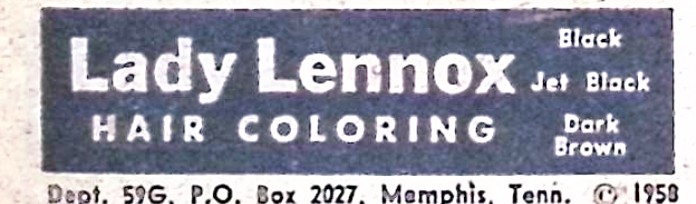 Lady Lennox
HAIR COLORING
Black
Jet Black
Dark
Brown
Dept. 59G, P.O. Box 2027, Memphis, Tenn. © 1958